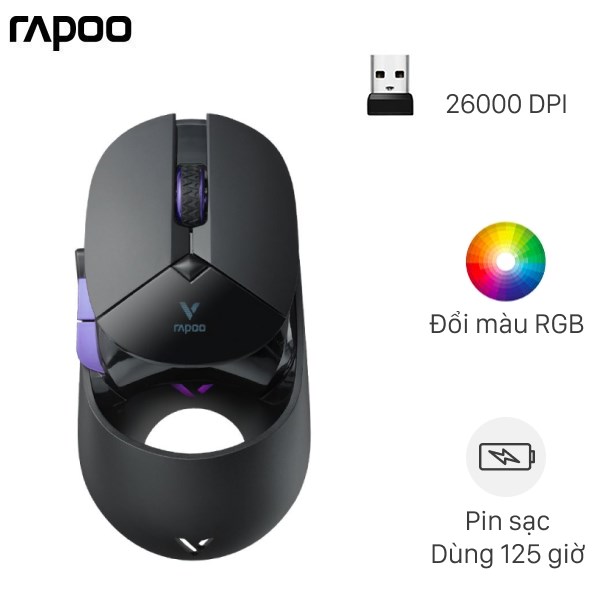 rapoo
26000 DPI
Đổi màu RGB
V
rapoo
Pin sạc
Dùng 125 giờ